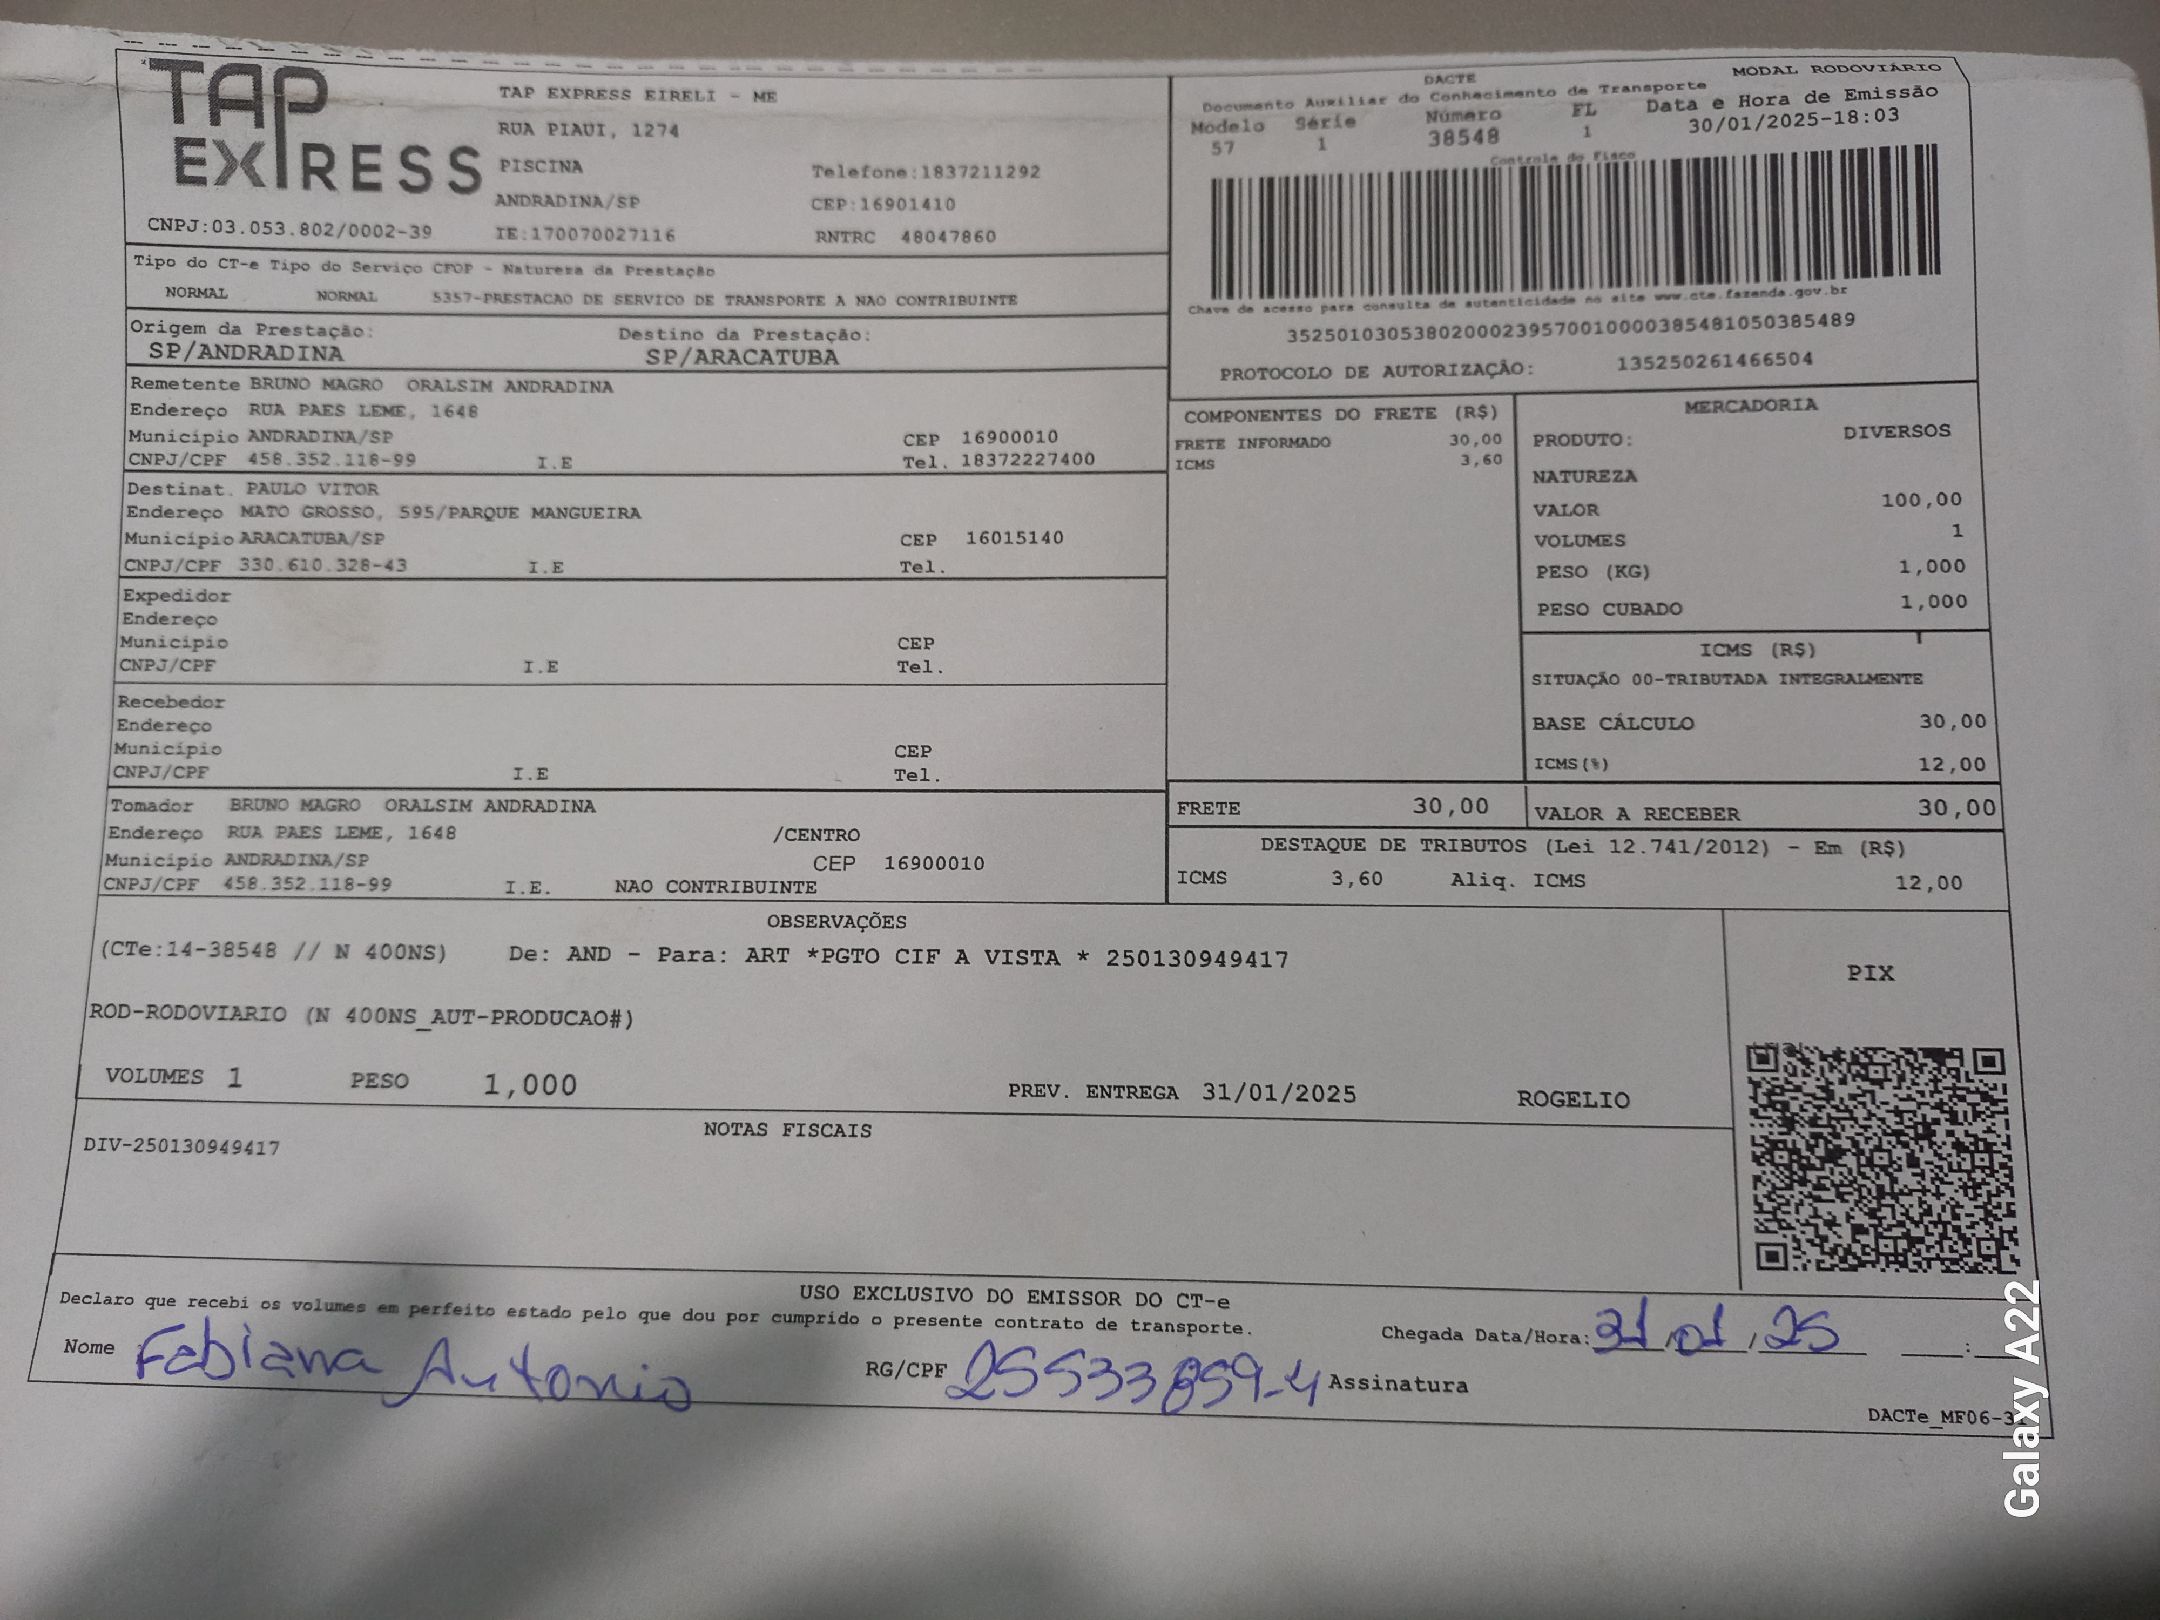 TAP EXPRESS
TAP EXPRESS EIRELI - ME
RUA PIAUI, 1274
PISCINA
Telefone:1837211292
ANDRADINA/SP
CEP:16901410
CNPJ:03.053.802/0002-39
IE:170070027116
RNTRC 48047860
DACTE
MODAL RODOVIÁRIO
Documento Auxiliar do Conhecimento de Transporte
Modelo Série Número FL Data e Hora de Emissão
57 1 38548 1 30/01/2025-18:03
Controle do Fisco
Chave de acesso para consulta de autenticidade no site www.cte.fazenda.gov.br
35250103053802000239570010000385481050385489
PROTOCOLO DE AUTORIZAÇÃO: 135250261466504
Tipo do CT-e Tipo do Serviço CFOP - Natureza da Prestação
NORMAL NORMAL 5357-PRESTACAO DE SERVICO DE TRANSPORTE A NAO CONTRIBUINTE
Origem da Prestação: Destino da Prestação:
SP/ANDRADINA SP/ARACATUBA
Remetente BRUNO MAGRO ORALSIM ANDRADINA
Endereço RUA PAES LEME, 1648
Município ANDRADINA/SP CEP 16900010
CNPJ/CPF 458.352.118-99 I.E Tel. 18372227400
Destinat. PAULO VITOR
Endereço MATO GROSSO, 595/PARQUE MANGUEIRA
Município ARACATUBA/SP CEP 16015140
CNPJ/CPF 330.610.328-43 I.E Tel.
Expedidor
Endereço
Município CEP
CNPJ/CPF I.E Tel.
Recebedor
Endereço
Município CEP
CNPJ/CPF I.E Tel.
Tomador BRUNO MAGRO ORALSIM ANDRADINA
Endereço RUA PAES LEME, 1648 /CENTRO
Município ANDRADINA/SP CEP 16900010
CNPJ/CPF 458.352.118-99 I.E. NAO CONTRIBUINTE
COMPONENTES DO FRETE (R$)
FRETE INFORMADO 30,00
ICMS 3,60
MERCADORIA
PRODUTO: DIVERSOS
NATUREZA
VALOR 100,00
VOLUMES 1
PESO (KG) 1,000
PESO CUBADO 1,000
ICMS (R$)
SITUAÇÃO 00-TRIBUTADA INTEGRALMENTE
BASE CÁLCULO 30,00
ICMS(%) 12,00
FRETE 30,00 VALOR A RECEBER 30,00
DESTAQUE DE TRIBUTOS (Lei 12.741/2012) - Em (R$)
ICMS 3,60 Aliq. ICMS 12,00
OBSERVAÇÕES
(CTe:14-38548 // N 400NS) De: AND - Para: ART *PGTO CIF A VISTA * 250130949417
ROD-RODOVIARIO (N 400NS_AUT-PRODUCAO#)
VOLUMES 1 PESO 1,000 PREV. ENTREGA 31/01/2025 ROGELIO
PIX
NOTAS FISCAIS
DIV-250130949417
USO EXCLUSIVO DO EMISSOR DO CT-e
Declaro que recebi os volumes em perfeito estado pelo que dou por cumprido o presente contrato de transporte.
Chegada Data/Hora: 31/01/25 __:__
Nome Fabiana Antonio RG/CPF 25533859-4 Assinatura
Galaxy A22